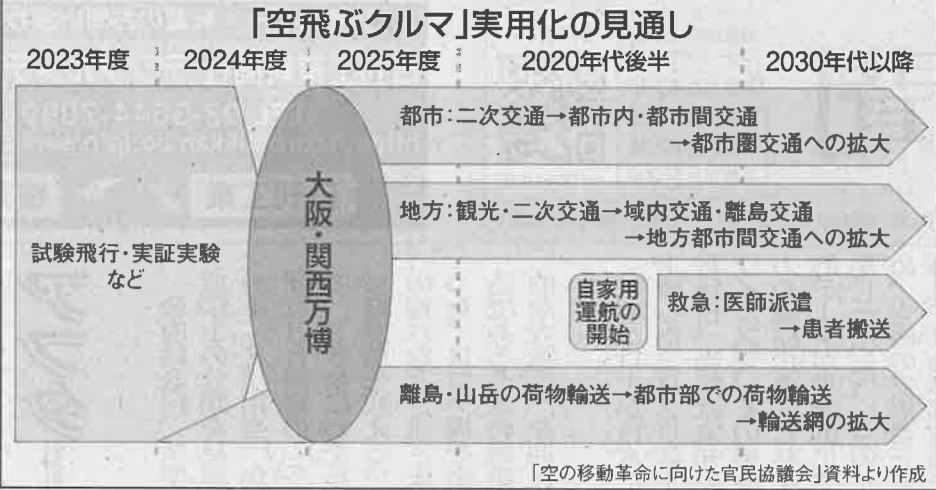 「空飛ぶクルマ」実用化の見通し
2023年度
2024年度
2025年度
2020年代後半
2030年代以降
試験飛行・実証実験
など
大阪・関西万博
都市：二次交通→都市内・都市間交通
→都市圏交通への拡大
地方：観光・二次交通→域内交通・離島交通
→地方都市間交通への拡大
自家用
運航の
開始
救急：医師派遣
→患者搬送
離島・山岳の荷物輸送→都市部での荷物輸送
→輸送網の拡大
「空の移動革命に向けた官民協議会」資料より作成